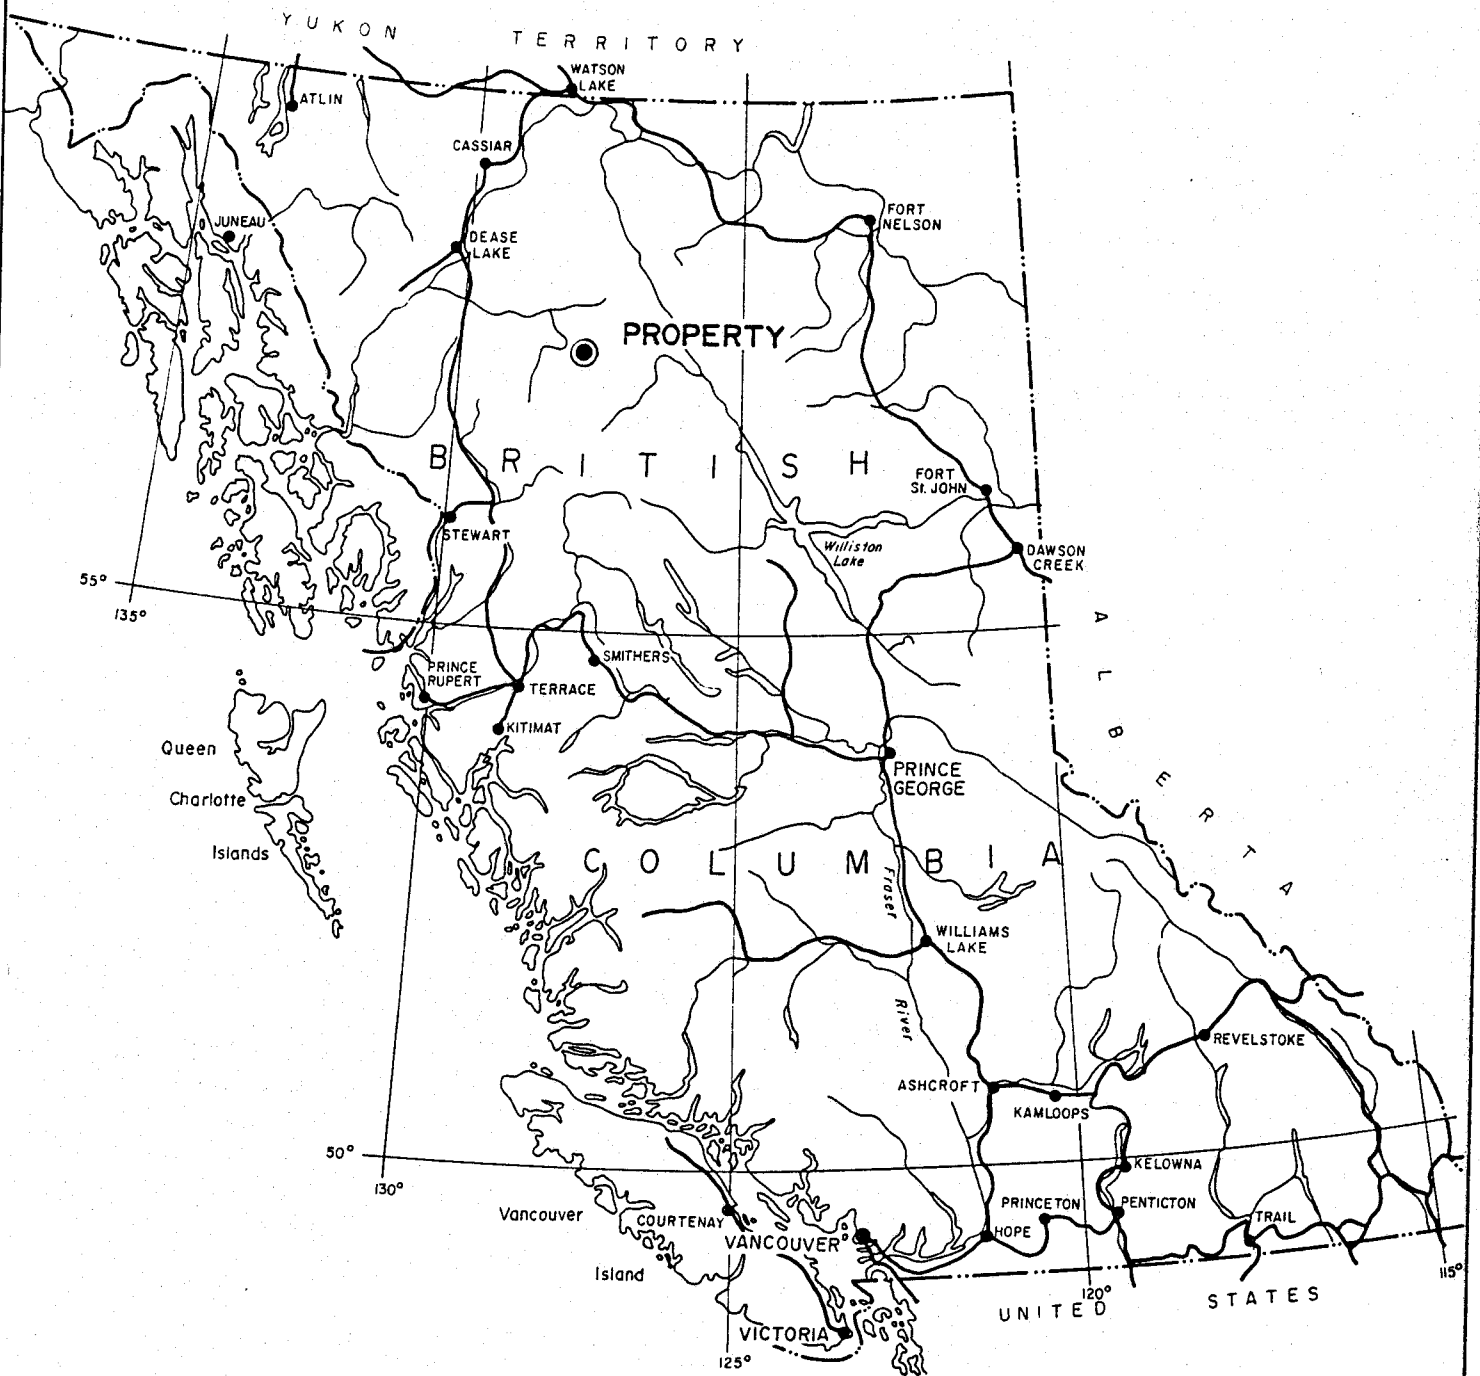 YUKON TERRITORY
WATSON
LAKE
ATLIN
CASSIAR
JUNEAU
DEASE
LAKE
FORT
NELSON
PROPERTY
BRITISH
FORT
St. JOHN
STEWART
Williston
Lake
DAWSON
CREEK
55°
135°
ALBERTA
SMITHERS
PRINCE
RUPERT
TERRACE
KITIMAT
Queen
Charlotte
Islands
PRINCE
GEORGE
COLUMBIA
Fraser
River
WILLIAMS
LAKE
REVELSTOKE
ASHCROFT
KAMLOOPS
50°
130°
KELOWNA
PRINCETON
PENTICTON
Vancouver
Island
COURTENAY
VANCOUVER
HOPE
TRAIL
115°
120°
UNITED STATES
VICTORIA
125°